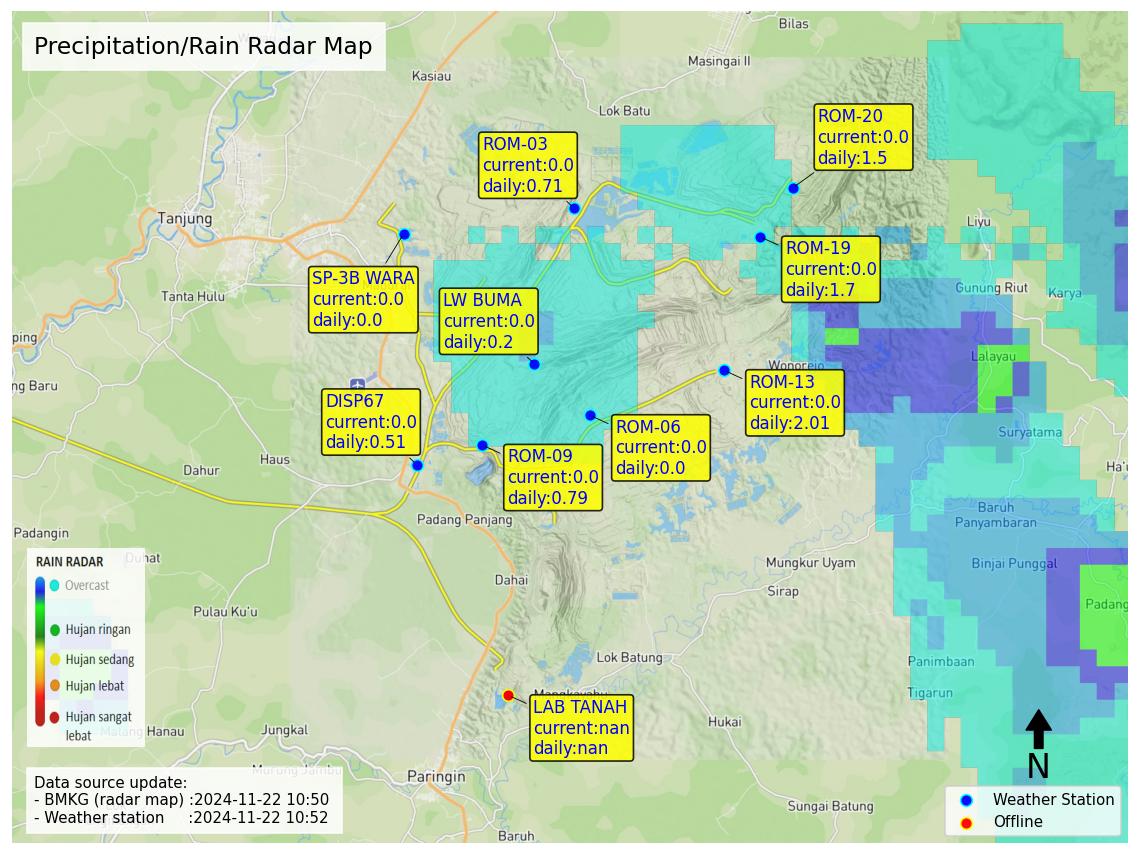 Precipitation/Rain Radar Map
Bilas
Masingai II
Kasiau
Lok Batu
ROM-20
current:0.0
daily:1.5
ROM-03
current:0.0
daily:0.71
Tanjung
Liyu
ROM-19
current:0.0
daily:1.7
SP-3B WARA
current:0.0
daily:0.0
Tanta Hulu
LW BUMA
current:0.0
daily:0.2
Gunung Riut
Karya
ping
Lalayau
Wonorejo
ng Baru
ROM-13
current:0.0
daily:2.01
DISP67
current:0.0
daily:0.51
ROM-06
current:0.0
daily:0.0
Suryatama
ROM-09
current:0.0
daily:0.79
Haus
Dahur
Ha'u
Padang Panjang
Baruh
Panyambaran
Padangin
Duhat
Mungkur Uyam
Binjai Punggal
Dahai
Sirap
Pulau Ku'u
Padang
RAIN RADAR
Overcast
Hujan ringan
Hujan sedang
Hujan lebat
Hujan sangat
lebat
Lok Batung
Panimbaan
Tigarun
LAB TANAH
current:nan
daily:nan
Hukai
Malang Hanau
Jungkal
Murung Jambu
Paringin
Sungai Batung
Baruh
Data source update:
- BMKG (radar map) :2024-11-22 10:50
- Weather station :2024-11-22 10:52
N
Weather Station
Offline